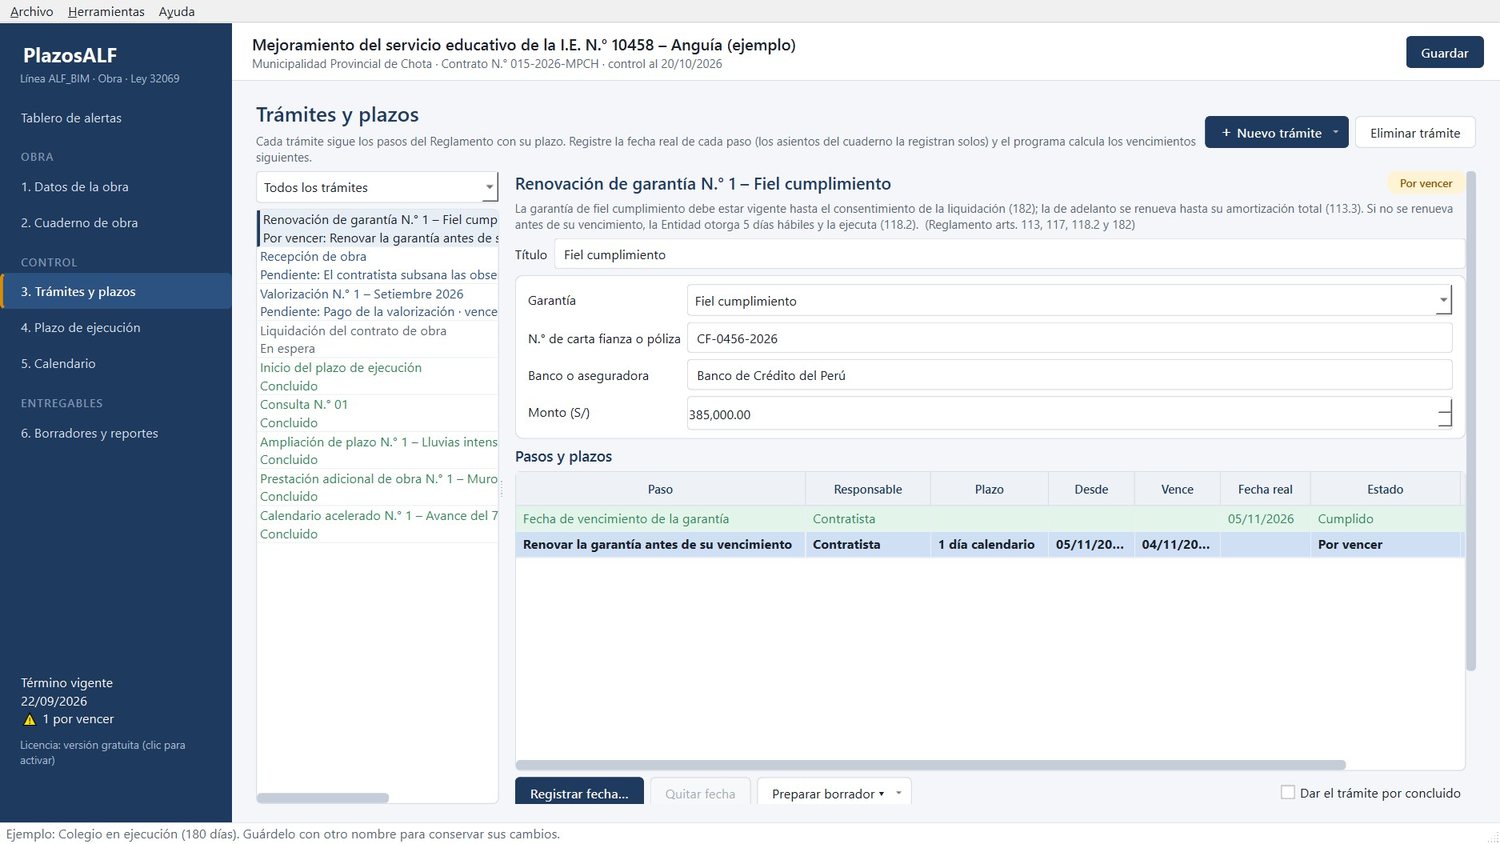 Archivo Herramientas Ayuda
PlazosALF
Línea ALF_BIM · Obra · Ley 32069
Tablero de alertas
OBRA
1. Datos de la obra
2. Cuaderno de obra
CONTROL
3. Trámites y plazos
4. Plazo de ejecución
5. Calendario
ENTREGABLES
6. Borradores y reportes
Término vigente
22/09/2026
1 por vencer
Licencia: versión gratuita (clic para
activar)
Mejoramiento del servicio educativo de la I.E. N.° 10458 – Anguía (ejemplo)
Municipalidad Provincial de Chota · Contrato N.° 015-2026-MPCH · control al 20/10/2026
Guardar
Trámites y plazos
Cada trámite sigue los pasos del Reglamento con su plazo. Registre la fecha real de cada paso (los asientos del cuaderno la registran solos) y el programa calcula los vencimientos
siguientes.
+ Nuevo trámite
Eliminar trámite
Todos los trámites
Renovación de garantía N.° 1 – Fiel cump
Por vencer: Renovar la garantía antes de s
Recepción de obra
Pendiente: El contratista subsana las obse
Valorización N.° 1 – Setiembre 2026
Pendiente: Pago de la valorización · vence
Liquidación del contrato de obra
En espera
Inicio del plazo de ejecución
Concluido
Consulta N.° 01
Concluido
Ampliación de plazo N.° 1 – Lluvias intens
Concluido
Prestación adicional de obra N.° 1 – Muro
Concluido
Calendario acelerado N.° 1 – Avance del 7
Concluido
Renovación de garantía N.° 1 – Fiel cumplimiento
Por vencer
La garantía de fiel cumplimiento debe estar vigente hasta el consentimiento de la liquidación (182); la de adelanto se renueva hasta su amortización total (113.3). Si no se renueva
antes de su vencimiento, la Entidad otorga 5 días hábiles y la ejecuta (118.2). (Reglamento arts. 113, 117, 118.2 y 182)
Título Fiel cumplimiento
Garantía Fiel cumplimiento
N.° de carta fianza o póliza CF-0456-2026
Banco o aseguradora Banco de Crédito del Perú
Monto (S/) 385,000.00
Pasos y plazos
Paso Responsable Plazo Desde Vence Fecha real Estado
Fecha de vencimiento de la garantía Contratista 05/11/2026 Cumplido
Renovar la garantía antes de su vencimiento Contratista 1 día calendario 05/11/20... 04/11/20... Por vencer
Registrar fecha... Quitar fecha Preparar borrador ▾ Dar el trámite por concluido
Ejemplo: Colegio en ejecución (180 días). Guárdelo con otro nombre para conservar sus cambios.